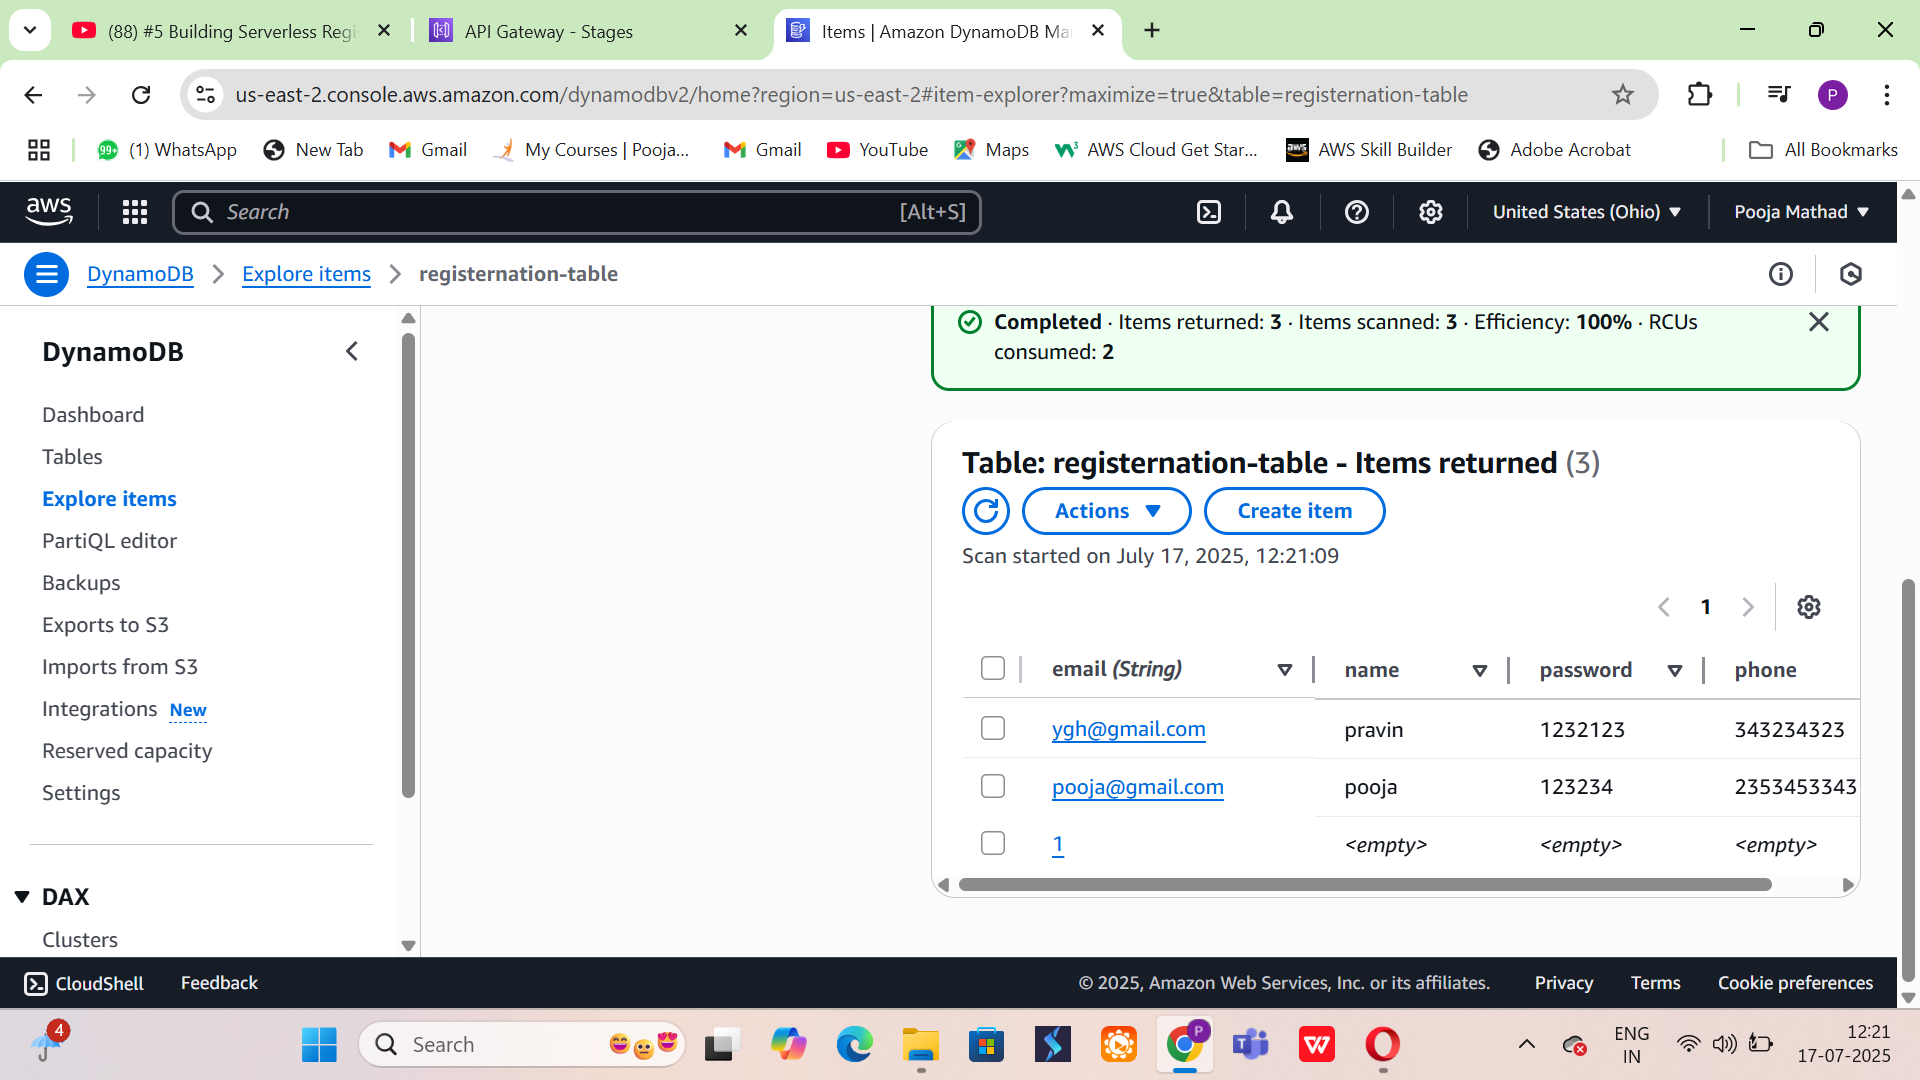 (88) #5 Building Serverless Regi
API Gateway - Stages
Items | Amazon DynamoDB Ma
us-east-2.console.aws.amazon.com/dynamodbv2/home?region=us-east-2#item-explorer?maximize=true&table=registernation-table
P
99+
(1) WhatsApp
New Tab
Gmail
My Courses | Pooja...
Gmail
YouTube
Maps
AWS Cloud Get Star...
AWS Skill Builder
Adobe Acrobat
All Bookmarks
aws
Search
[Alt+S]
United States (Ohio)
Pooja Mathad
DynamoDB
Explore items
registernation-table
DynamoDB
Dashboard
Tables
Explore items
PartiQL editor
Backups
Exports to S3
Imports from S3
Integrations New
Reserved capacity
Settings
DAX
Clusters
Completed · Items returned: 3 · Items scanned: 3 · Efficiency: 100% · RCUs
consumed: 2
Table: registernation-table - Items returned (3)
Actions
Create item
Scan started on July 17, 2025, 12:21:09
1
email (String) name password phone
ygh@gmail.com pravin 1232123 343234323
pooja@gmail.com pooja 123234 2353453343
1 <empty> <empty> <empty>
CloudShell
Feedback
© 2025, Amazon Web Services, Inc. or its affiliates.
Privacy
Terms
Cookie preferences
4
Search
P
ENG
IN
12:21
17-07-2025